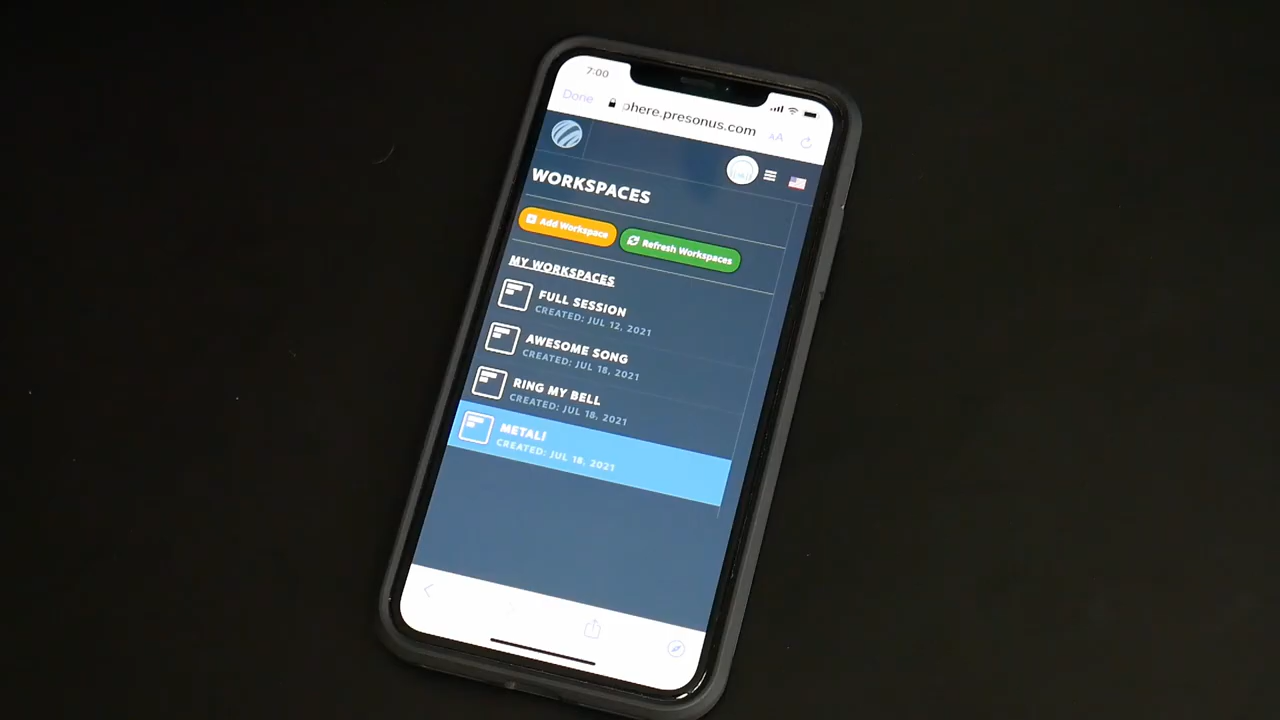 7:00
Done
phere.presonus.com
AA
WORKSPACES
Add Workspace
Refresh Workspaces
MY WORKSPACES
FULL SESSION
CREATED: JUL 12, 2021
AWESOME SONG
CREATED: JUL 18, 2021
RING MY BELL
CREATED: JUL 18, 2021
METAL!
CREATED: JUL 18, 2021